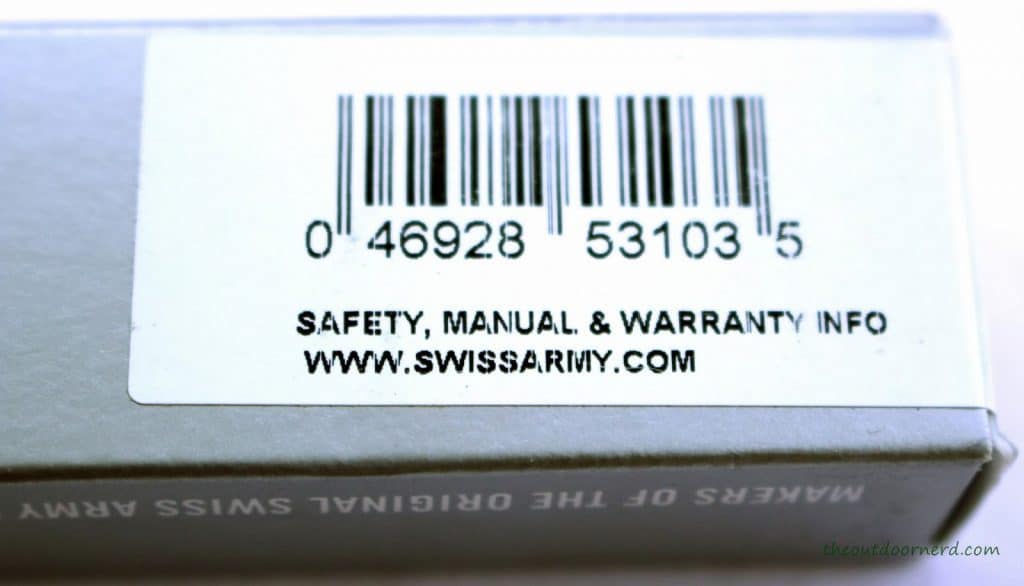 0 46928 53103 5
SAFETY, MANUAL & WARRANTY INFO
WWW.SWISSARMY.COM
MAKERS OF THE ORIGINAL SWISS ARMY
theoutdoornerd.com